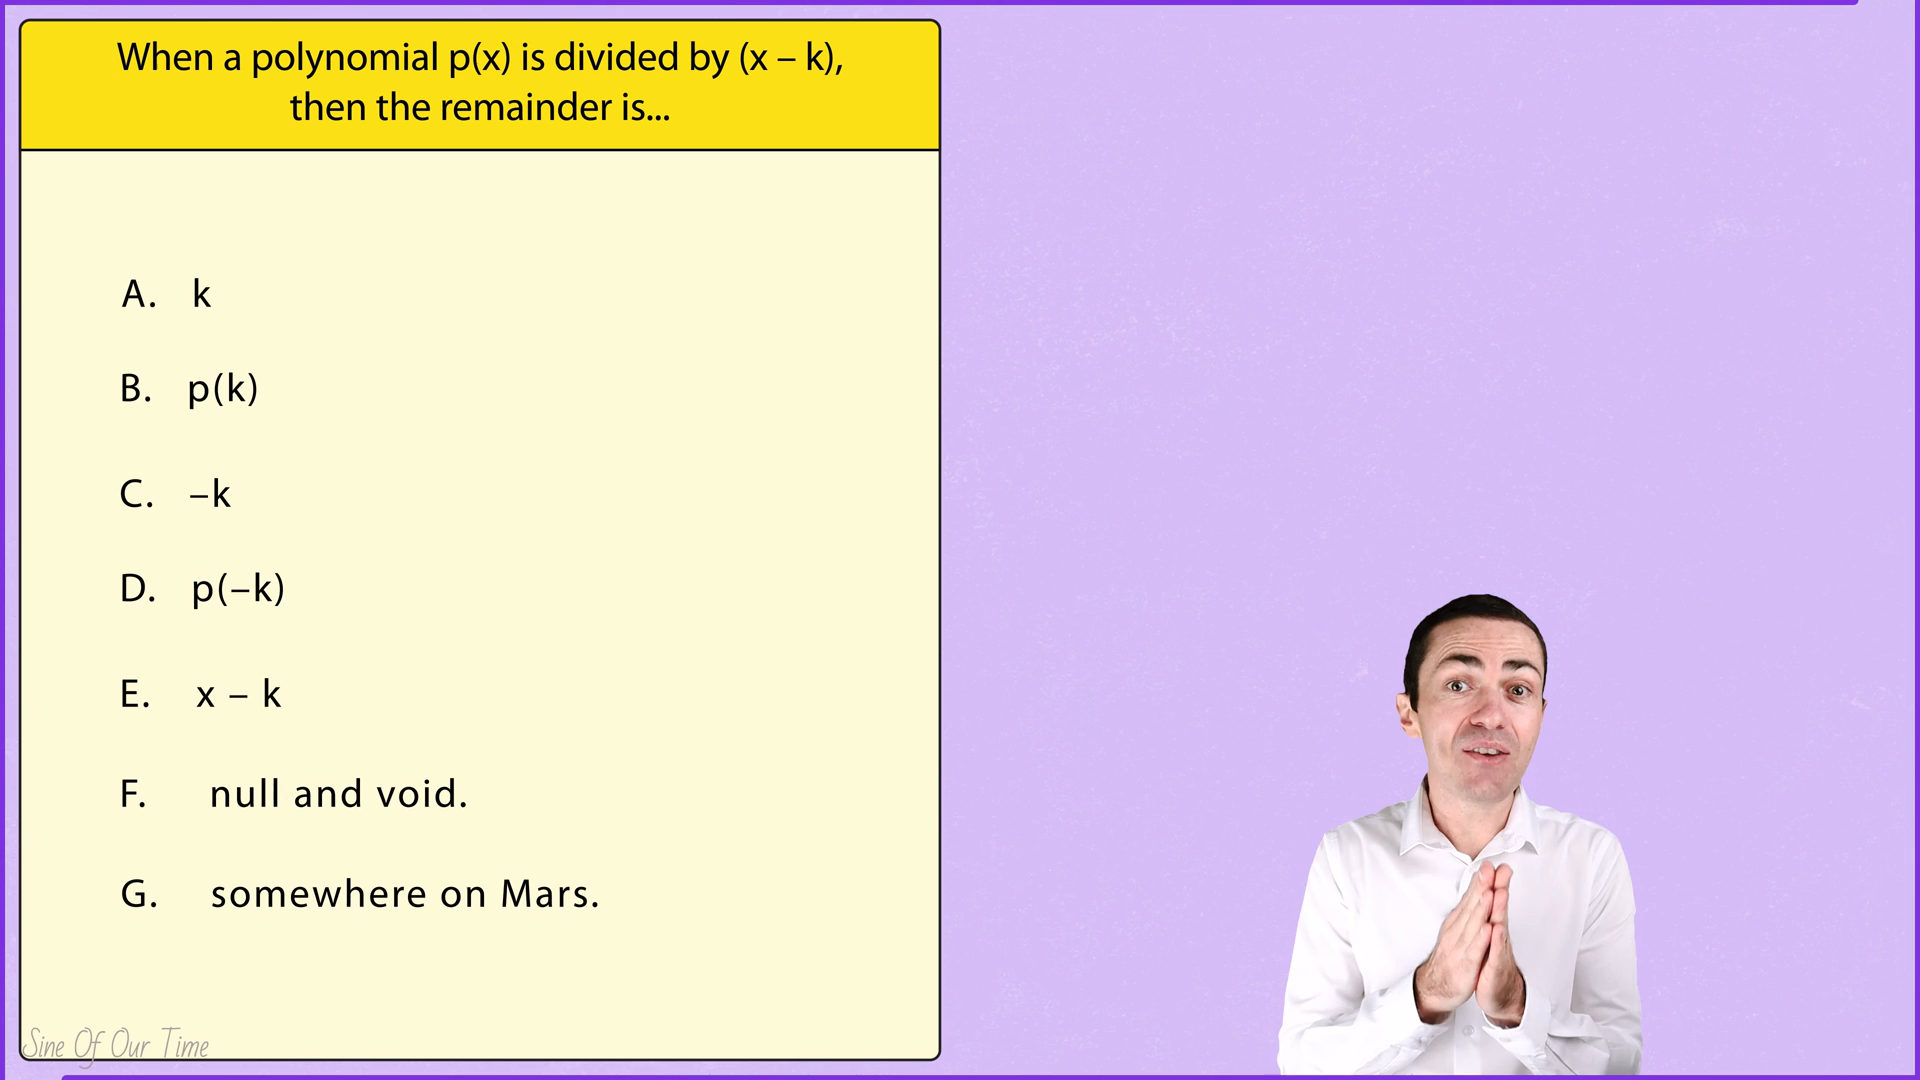 When a polynomial p(x) is divided by (x – k),
then the remainder is...
A. k
B. p(k)
C. –k
D. p(–k)
E. x – k
F. null and void.
G. somewhere on Mars.
Sine Of Our Time